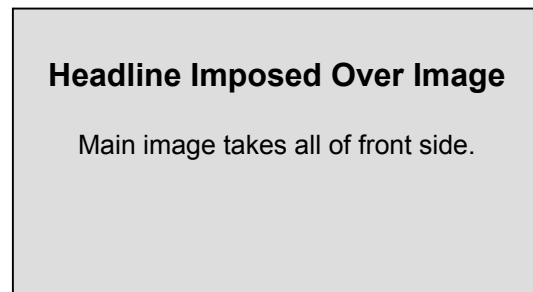 Headline Imposed Over Image
Main image takes all of front side.